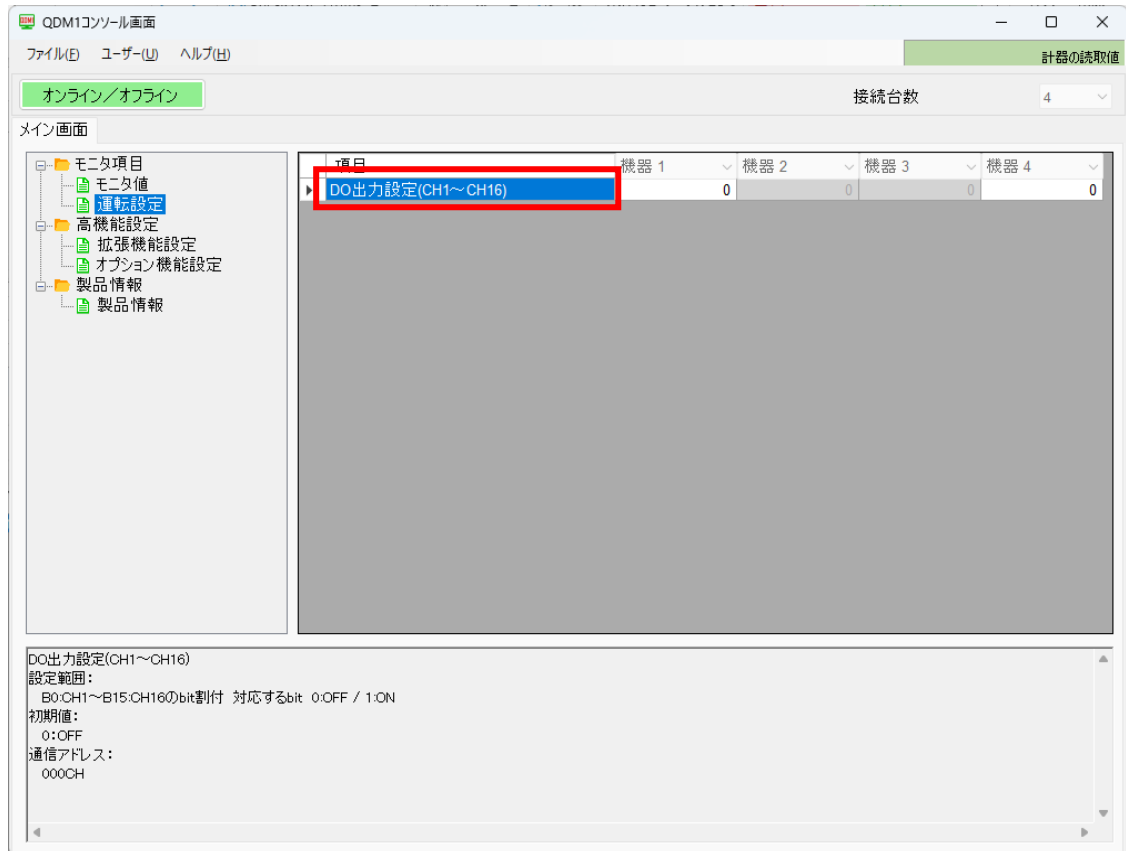 QDM1コンソール画面
ファイル(F) ユーザー(U) ヘルプ(H)
計器の読取値
オンライン／オフライン
接続台数 4
メイン画面
モニタ項目
モニタ値
運転設定
高機能設定
拡張機能設定
オプション機能設定
製品情報
製品情報
項目 機器 1 機器 2 機器 3 機器 4
DO出力設定(CH1～CH16) 0 0 0 0
DO出力設定(CH1～CH16)
設定範囲：
B0:CH1～B15:CH16のbit割付 対応するbit 0:OFF / 1:ON
初期値：
0：OFF
通信アドレス：
000CH